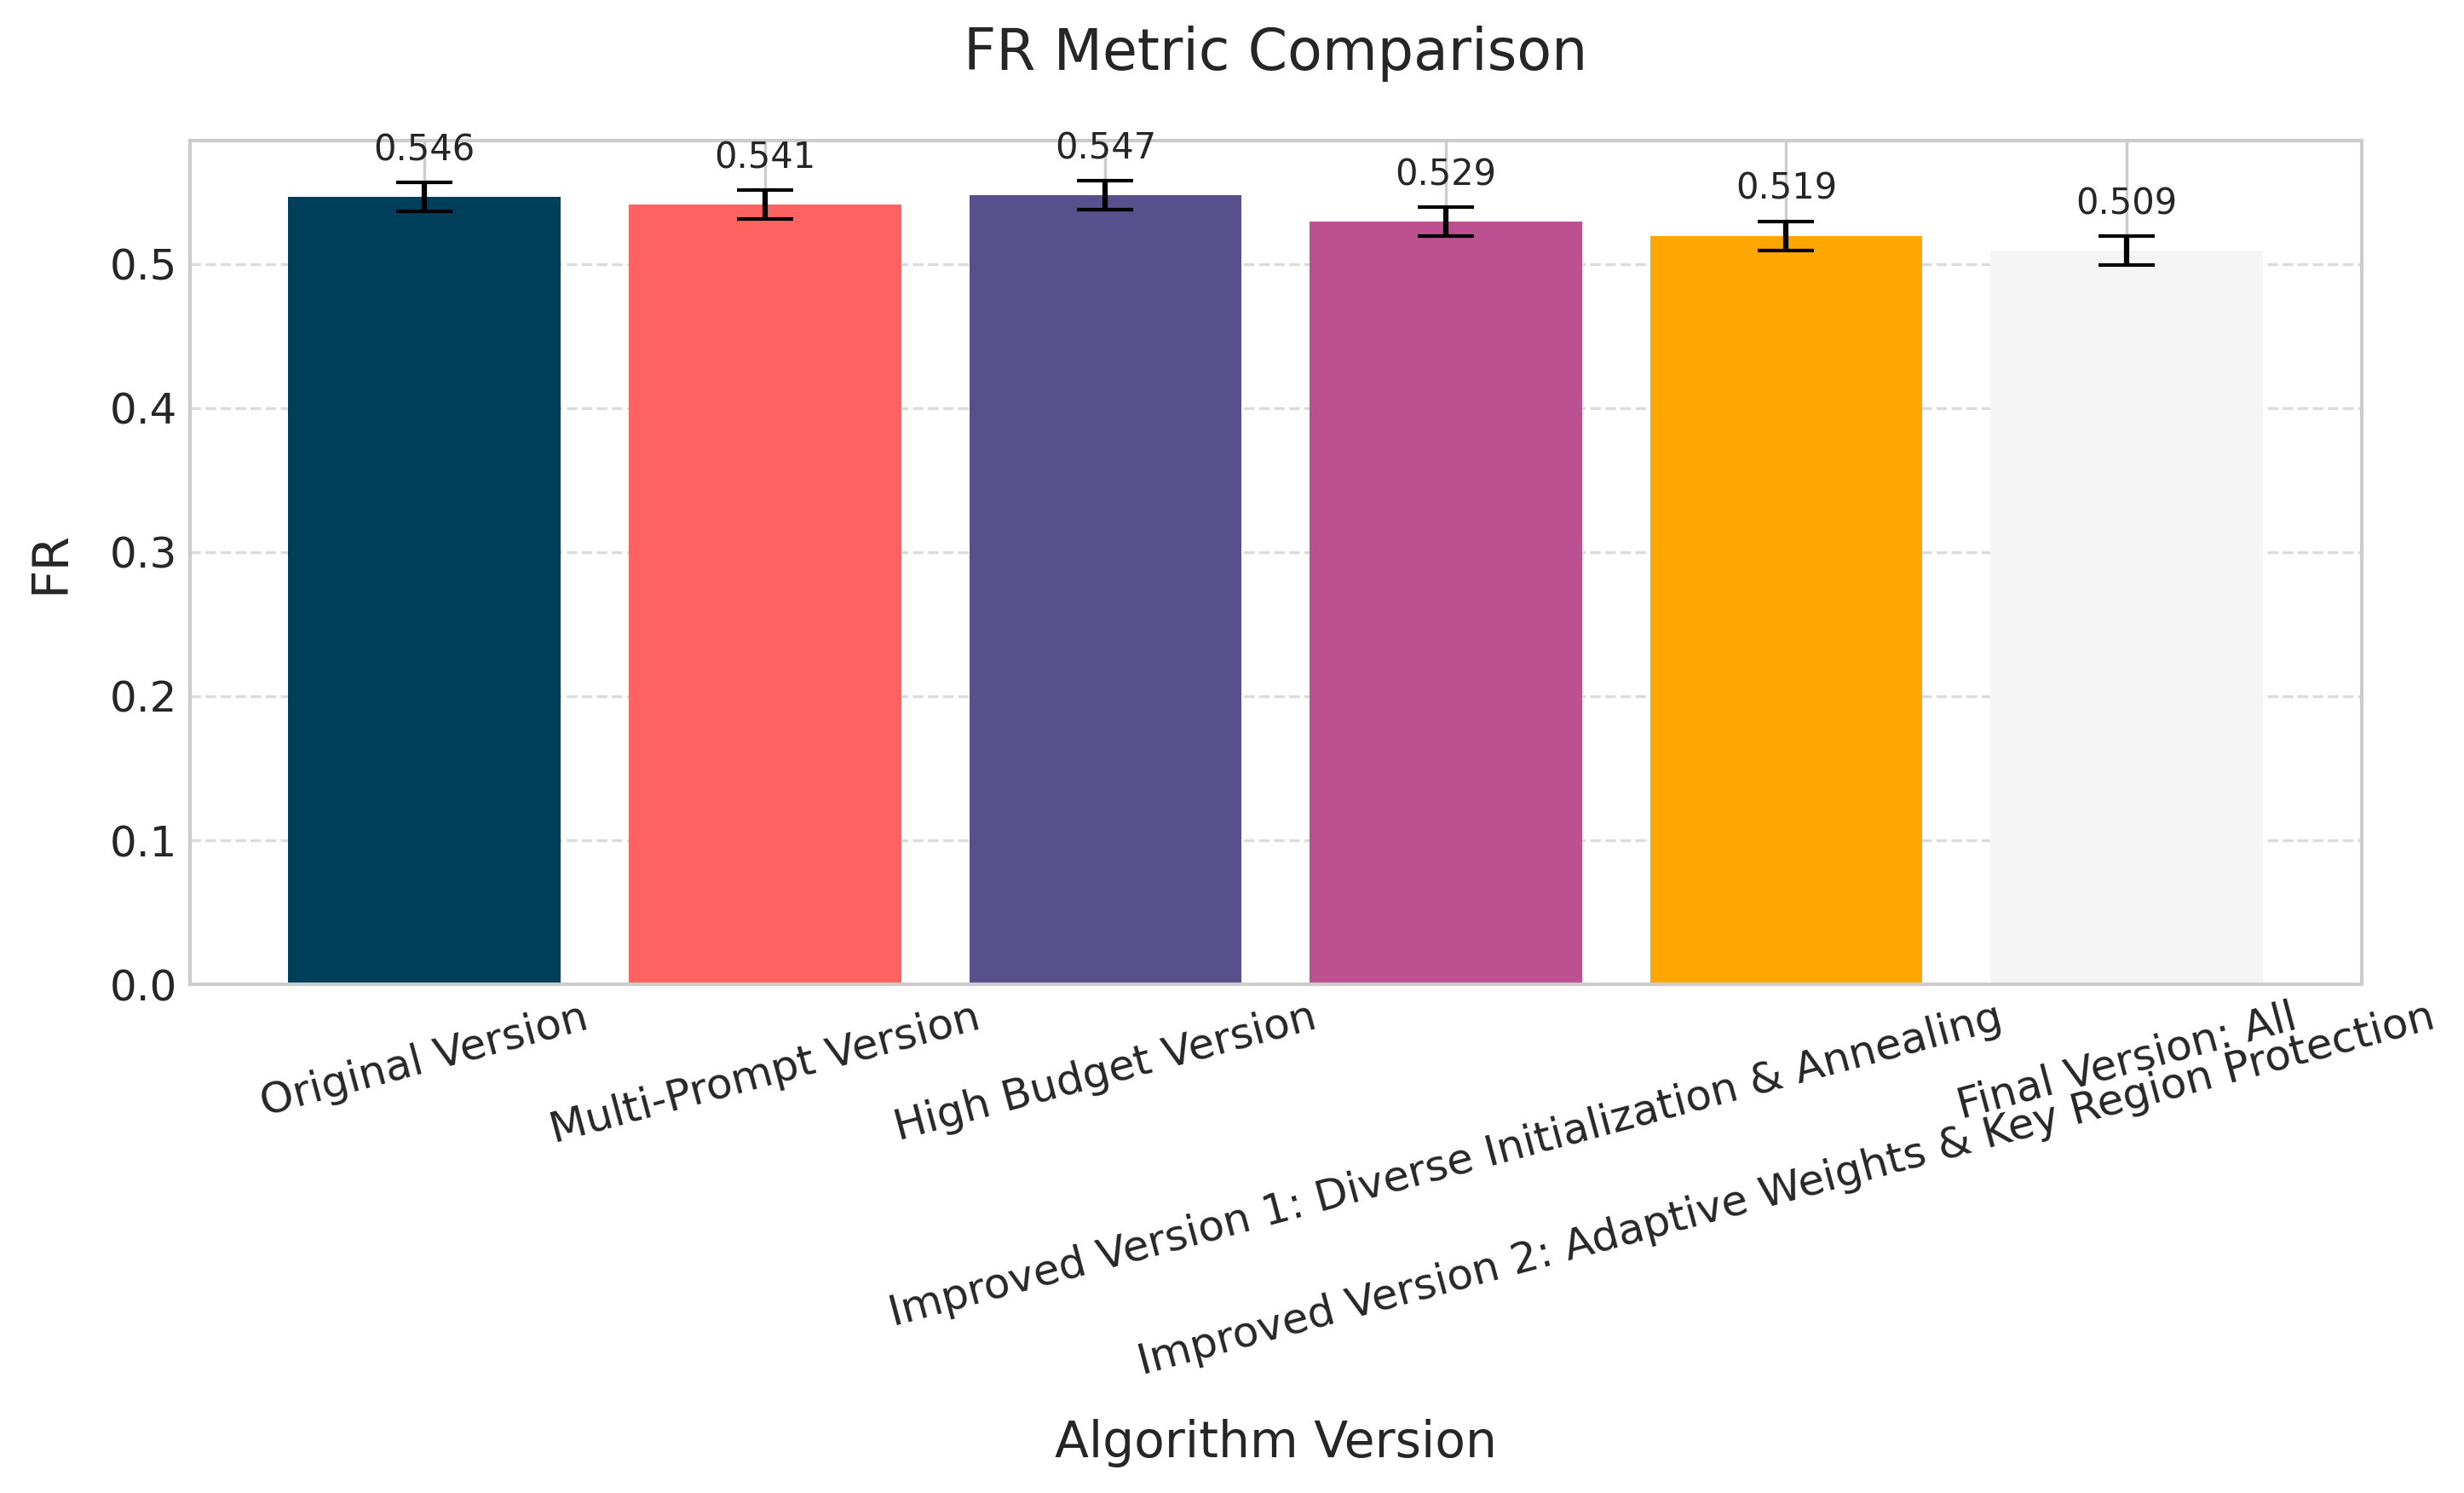 FR Metric Comparison
0.546
0.541
0.547
0.529
0.519
0.509
FR
0.5
0.4
0.3
0.2
0.1
0.0
Original Version
Multi-Prompt Version
High Budget Version
Improved Version 1: Diverse Initialization & Annealing
Improved Version 2: Adaptive Weights & Key Region Protection
Final Version: All
Algorithm Version